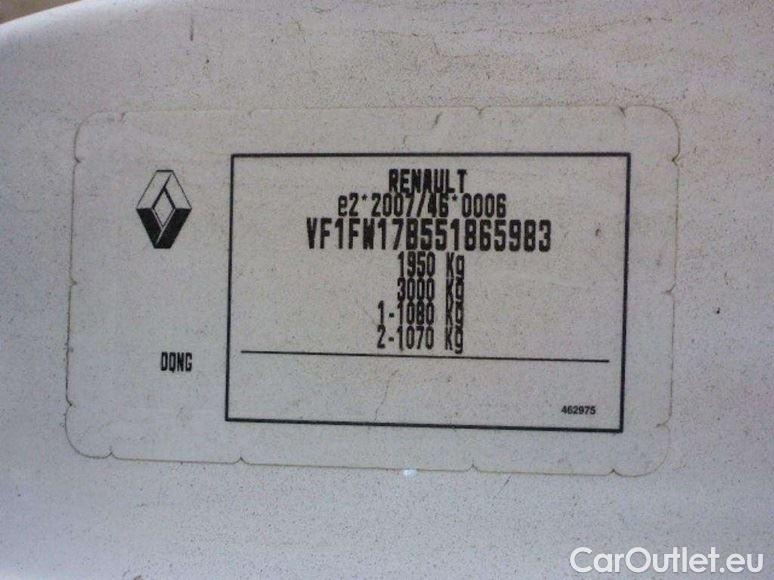 RENAULT
e2*2007/46*0006
VF1FW17B551865983
1950 Kg
3000 Kg
1-1080 Kg
2-1070 Kg
DQNG
462975
CarOutlet.eu